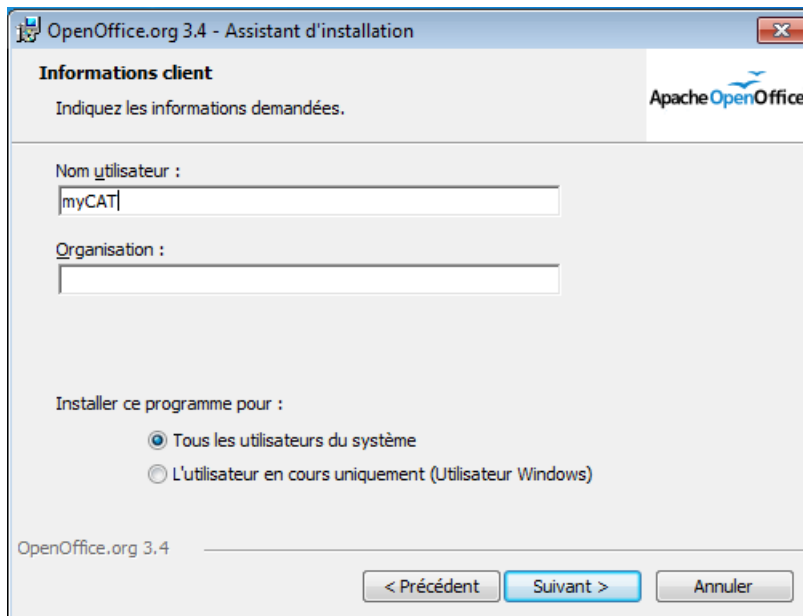 OpenOffice.org 3.4 - Assistant d'installation
Informations client
Indiquez les informations demandées.
Apache OpenOffice
Nom utilisateur :
myCAT
Organisation :
Installer ce programme pour :
Tous les utilisateurs du système
L'utilisateur en cours uniquement (Utilisateur Windows)
OpenOffice.org 3.4
< Précédent Suivant > Annuler